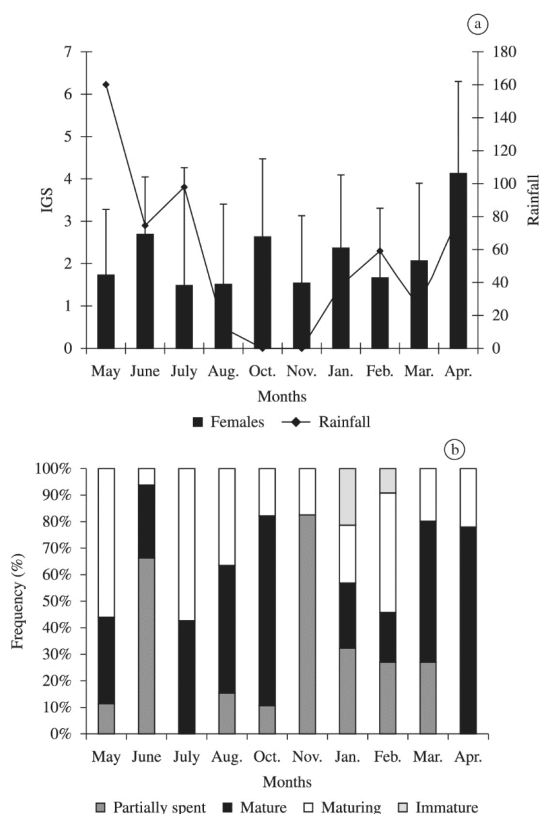 a
7
6
5
4
3
2
1
0
IGS
180
160
140
120
100
80
60
40
20
0
Rainfall
May June July Aug. Oct. Nov. Jan. Feb. Mar. Apr.
Months
Females Rainfall
b
100%
90%
80%
70%
60%
50%
40%
30%
20%
10%
0%
Frequency (%)
May June July Aug. Oct. Nov. Jan. Feb. Mar. Apr.
Months
Partially spent Mature Maturing Immature